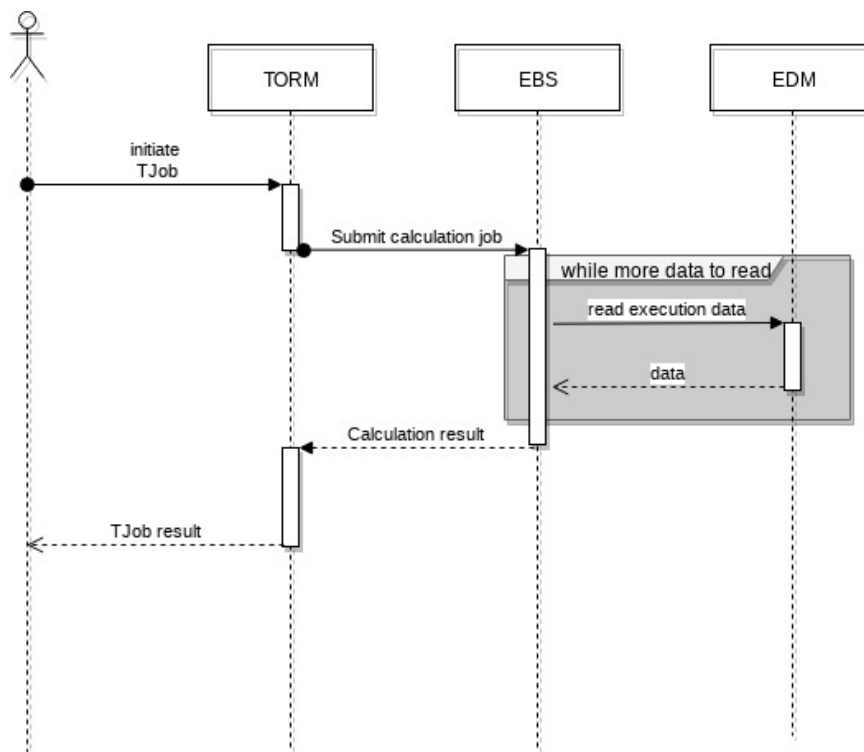 TORM
EBS
EDM
initiate
TJob
Submit calculation job
while more data to read
read execution data
data
Calculation result
TJob result